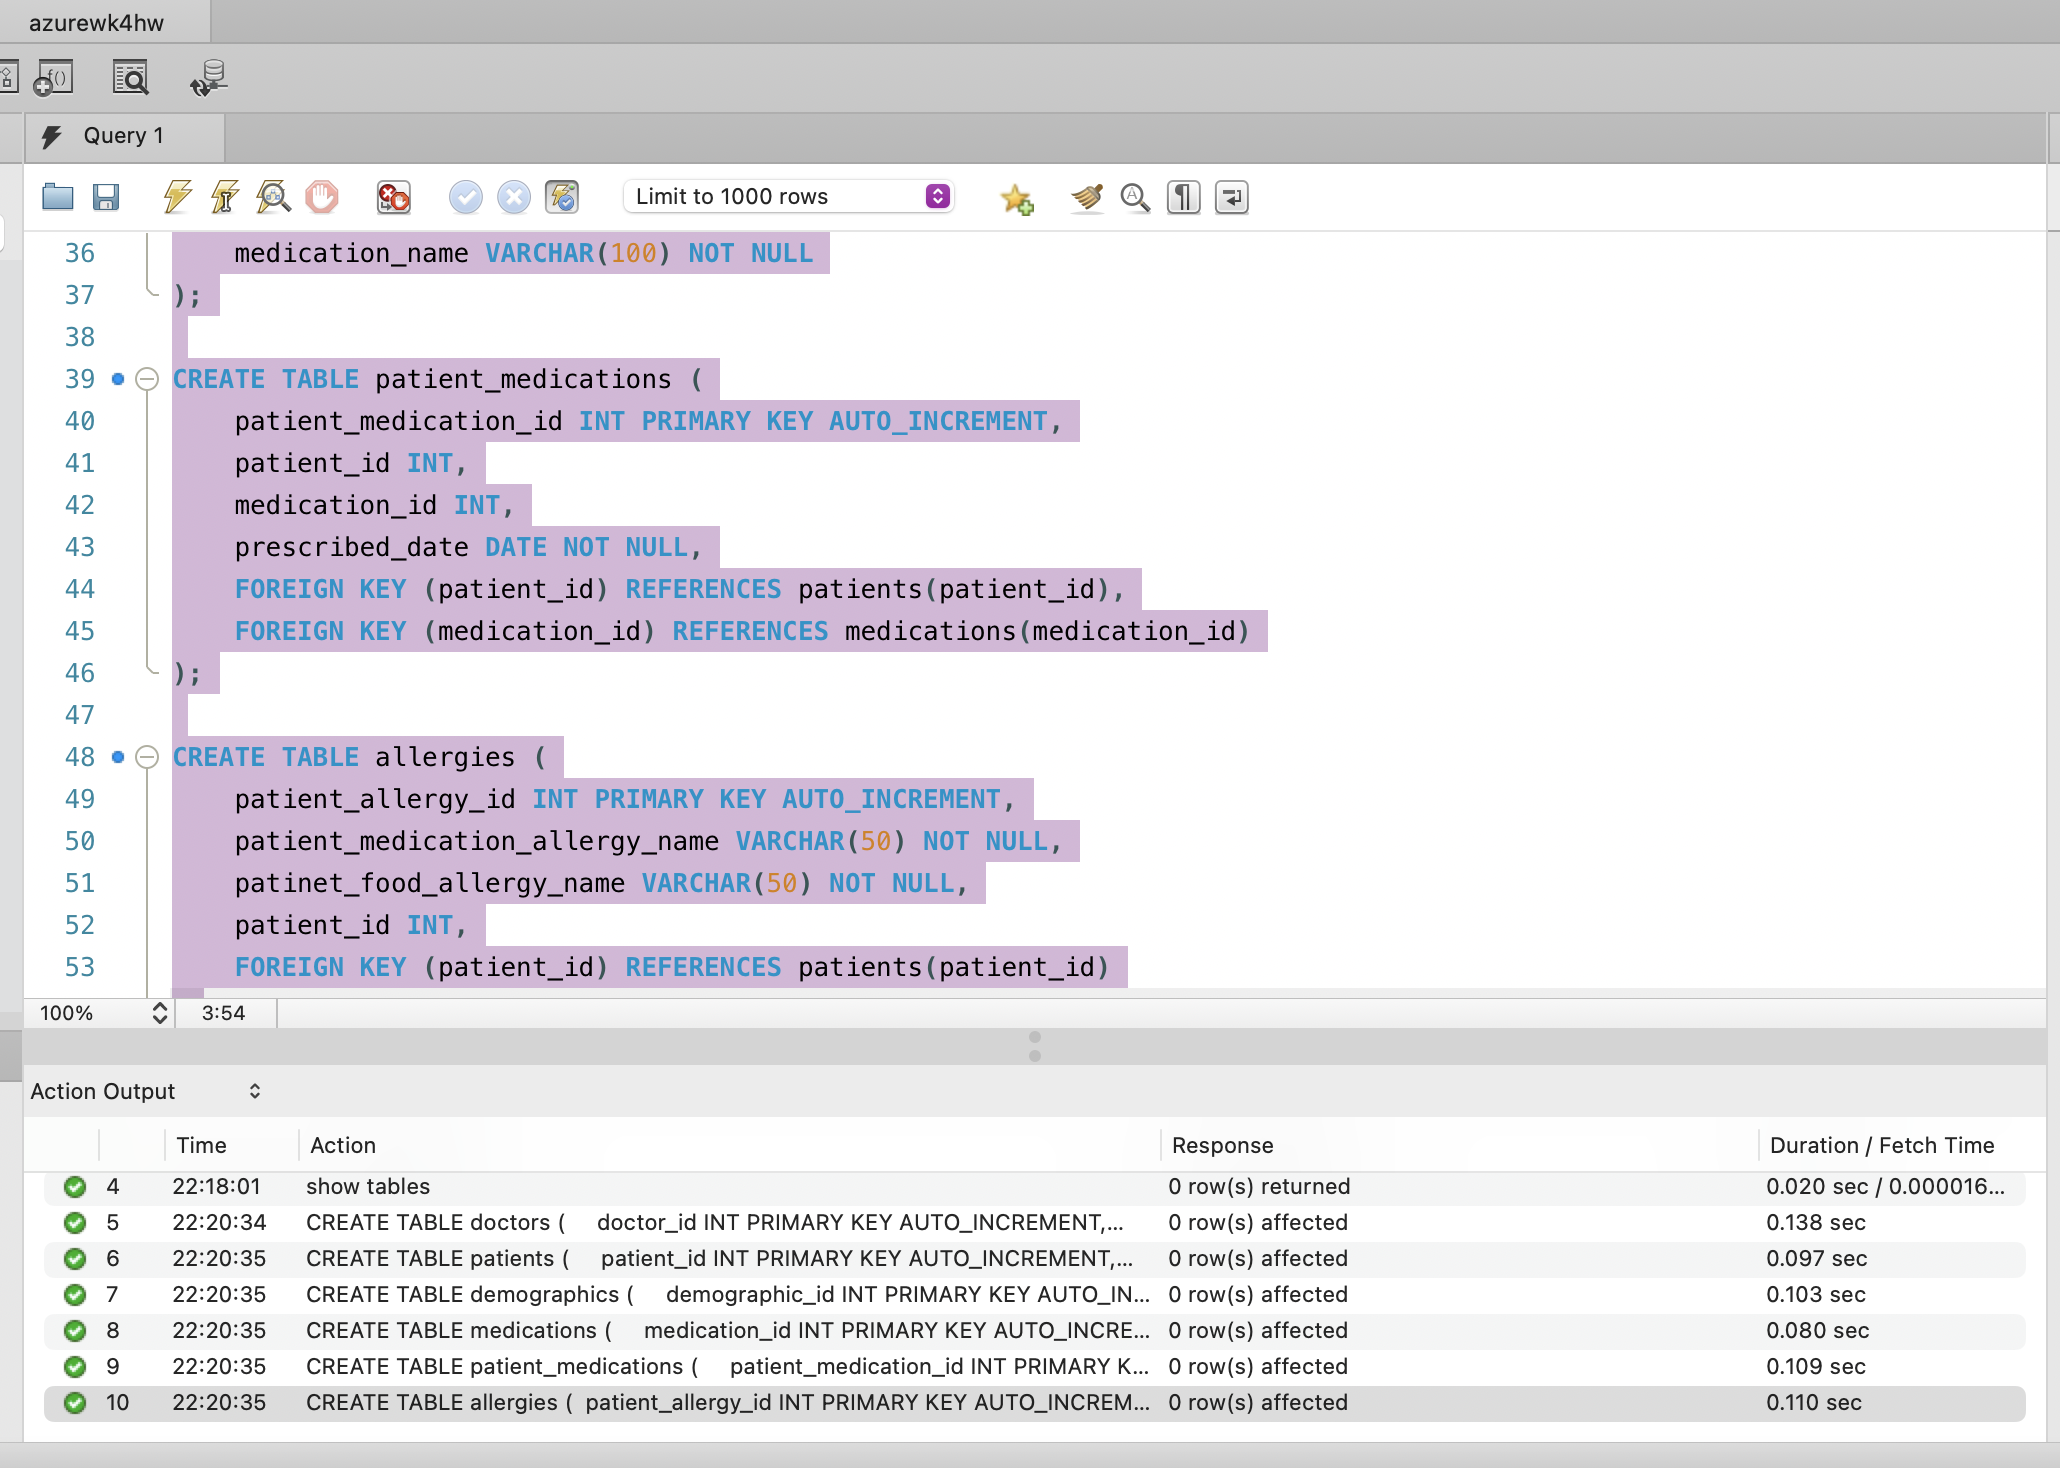 azurewk4hw
f()
Query 1
Limit to 1000 rows
36 medication_name VARCHAR(100) NOT NULL
37 );
38
39 CREATE TABLE patient_medications (
40 patient_medication_id INT PRIMARY KEY AUTO_INCREMENT,
41 patient_id INT,
42 medication_id INT,
43 prescribed_date DATE NOT NULL,
44 FOREIGN KEY (patient_id) REFERENCES patients(patient_id),
45 FOREIGN KEY (medication_id) REFERENCES medications(medication_id)
46 );
47
48 CREATE TABLE allergies (
49 patient_allergy_id INT PRIMARY KEY AUTO_INCREMENT,
50 patient_medication_allergy_name VARCHAR(50) NOT NULL,
51 patinet_food_allergy_name VARCHAR(50) NOT NULL,
52 patient_id INT,
53 FOREIGN KEY (patient_id) REFERENCES patients(patient_id)
100% 3:54
Action Output
Time Action Response Duration / Fetch Time
4 22:18:01 show tables 0 row(s) returned 0.020 sec / 0.000016...
5 22:20:34 CREATE TABLE doctors ( doctor_id INT PRIMARY KEY AUTO_INCREMENT,... 0 row(s) affected 0.138 sec
6 22:20:35 CREATE TABLE patients ( patient_id INT PRIMARY KEY AUTO_INCREMENT,... 0 row(s) affected 0.097 sec
7 22:20:35 CREATE TABLE demographics ( demographic_id INT PRIMARY KEY AUTO_IN... 0 row(s) affected 0.103 sec
8 22:20:35 CREATE TABLE medications ( medication_id INT PRIMARY KEY AUTO_INCRE... 0 row(s) affected 0.080 sec
9 22:20:35 CREATE TABLE patient_medications ( patient_medication_id INT PRIMARY K... 0 row(s) affected 0.109 sec
10 22:20:35 CREATE TABLE allergies ( patient_allergy_id INT PRIMARY KEY AUTO_INCREM... 0 row(s) affected 0.110 sec